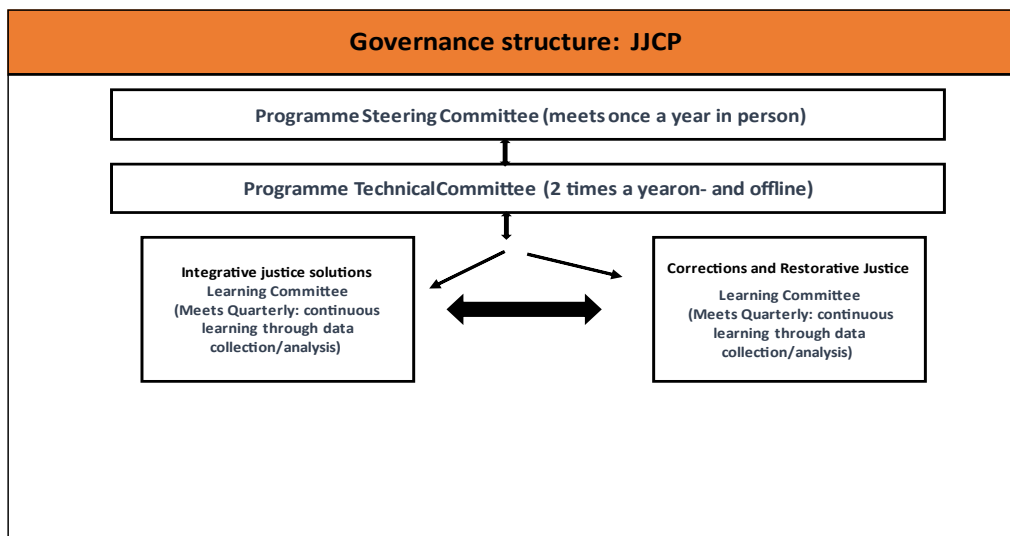 Governance structure: JJCP
Programme Steering Committee (meets once a year in person)
Programme Technical Committee (2 times a yearon- and offline)
Integrative justice solutions
Learning Committee
(Meets Quarterly: continuous
learning through data
collection/analysis)
Corrections and Restorative Justice
Learning Committee
(Meets Quarterly: continuous
learning through data
collection/analysis)